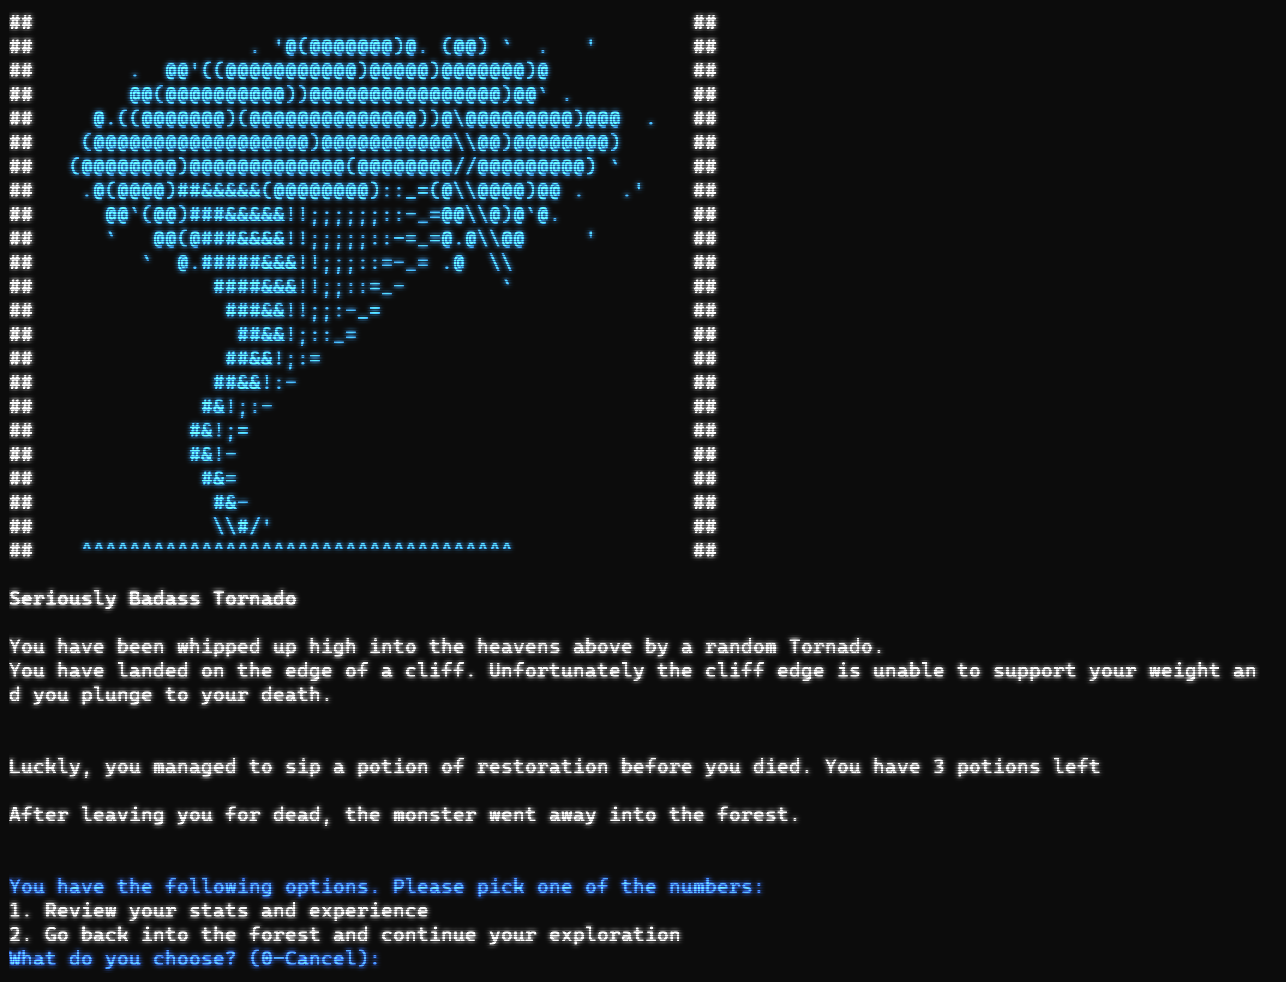 Seriously Badass Tornado
You have been whipped up high into the heavens above by a random Tornado.
You have landed on the edge of a cliff. Unfortunately the cliff edge is unable to support your weight an
d you plunge to your death.
Luckly, you managed to sip a potion of restoration before you died. You have 3 potions left
After leaving you for dead, the monster went away into the forest.
You have the following options. Please pick one of the numbers:
1. Review your stats and experience
2. Go back into the forest and continue your exploration
What do you choose? (0-Cancel):